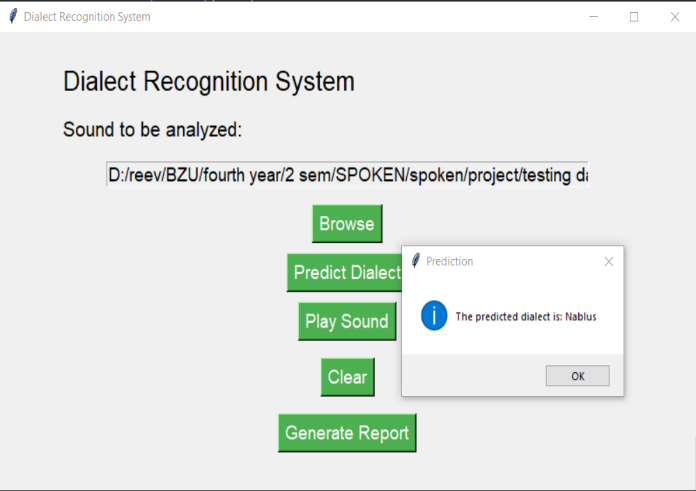 Dialect Recognition System
Dialect Recognition System
Sound to be analyzed:
D:/reev/BZU/fourth year/2 sem/SPOKEN/spoken/project/testing
Browse
Predict Dialect
Play Sound
Clear
Generate Report
Prediction
The predicted dialect is: Nablus
OK